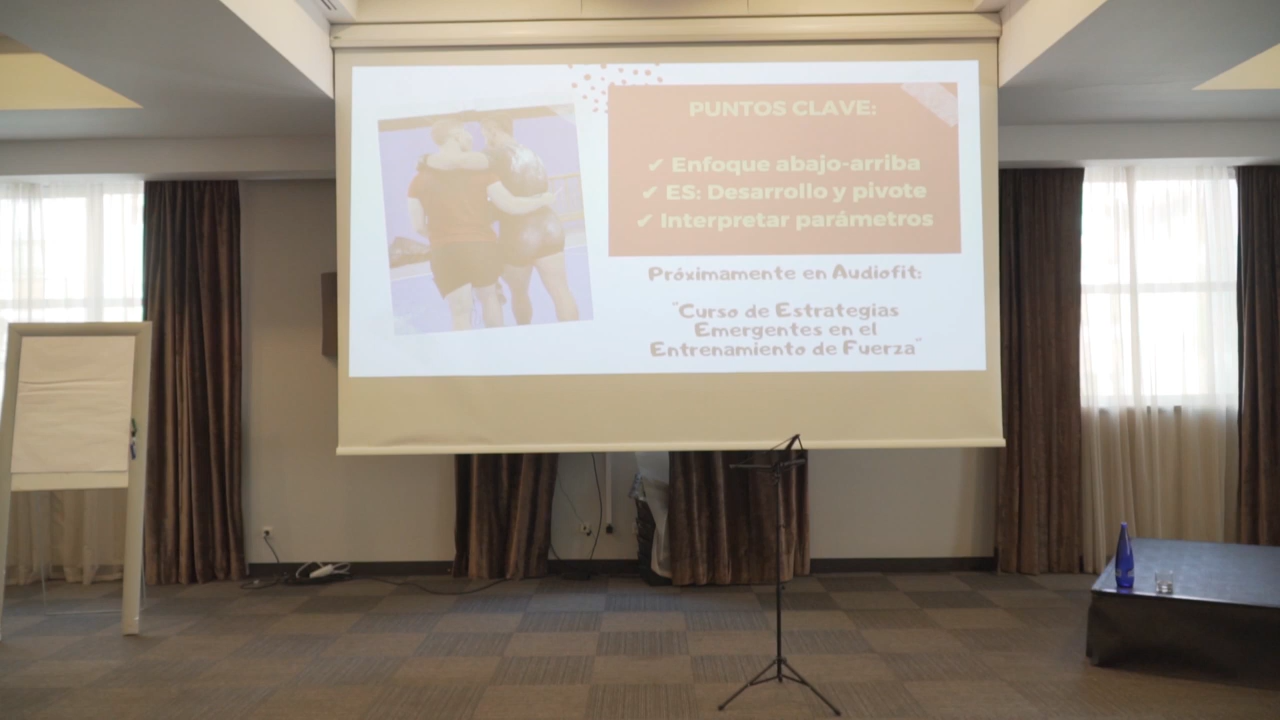 PUNTOS CLAVE:
✔ Enfoque abajo-arriba
✔ ES: Desarrollo y pivote
✔ Interpretar parámetros
Próximamente en Audiofit:
"Curso de Estrategias
Emergentes en el
Entrenamiento de Fuerza"